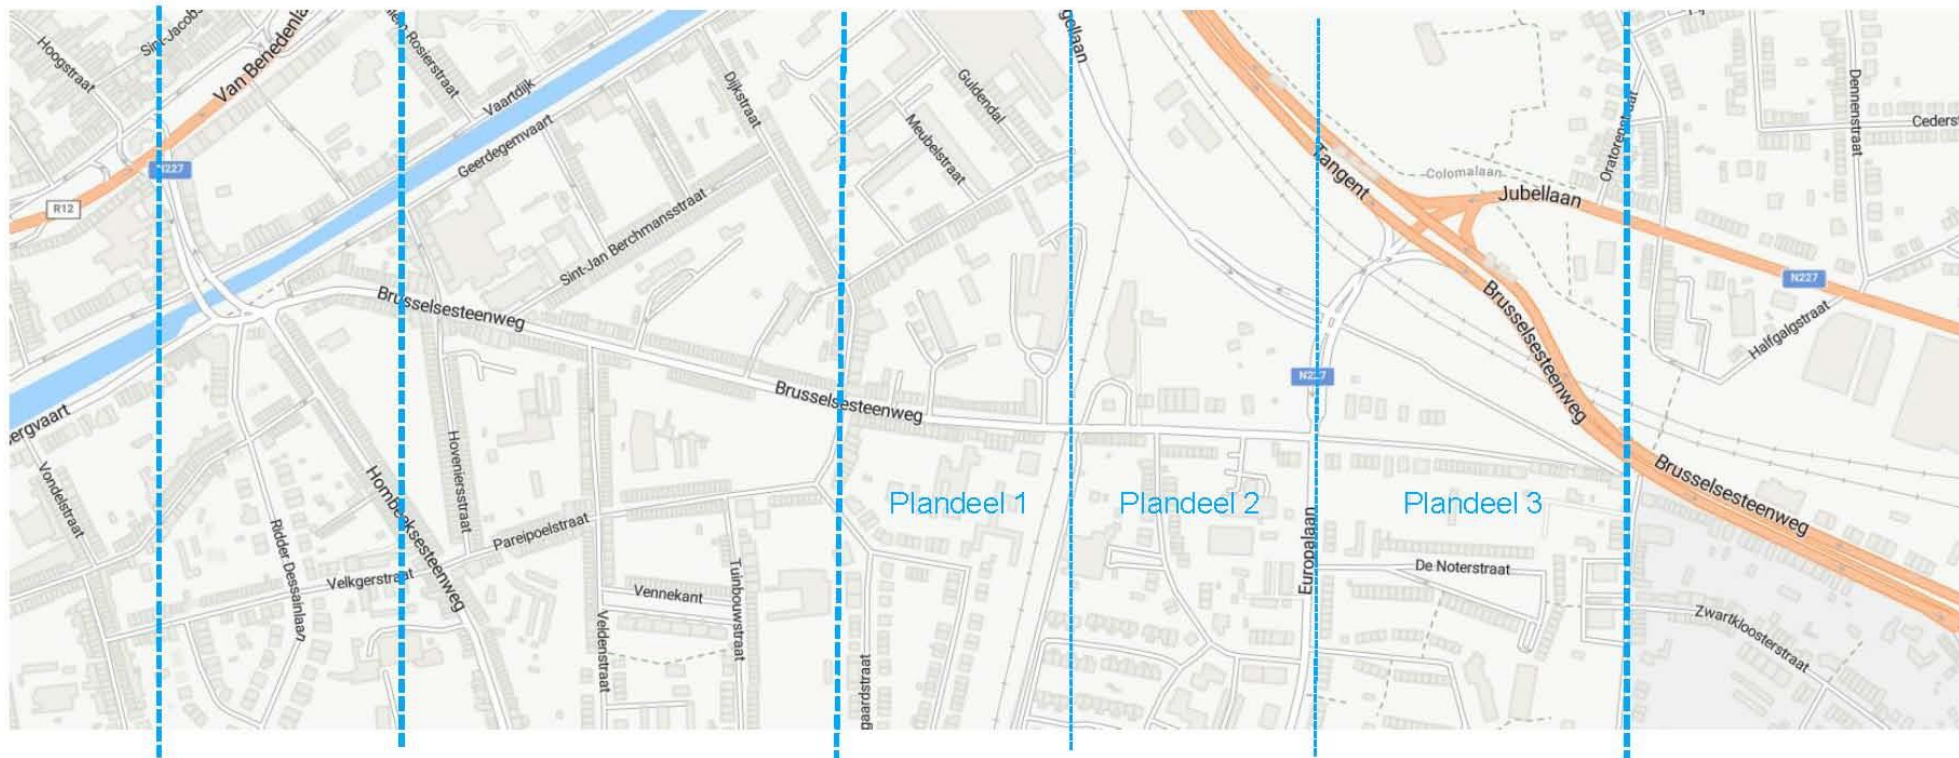 Hoogstraat
Van Benedenlaan
Vaartdijk
Geerdegemvaart
Dijkstraat
Guldendal
Meubelstraat
Sint-Jan Berchmansstraat
N227
R12
Tangent
Colomalaan
Jubellaan
Oratorenstraat
Dennenstraat
N227
Halfgalgstraat
Brusselsesteenweg
Brusselsesteenweg
Brusselsesteenweg
N227
Brusselsesteenweg
Vondelstraat
Ridder Dessainlaan
Hombeeksesteenweg
Hoveniersstraat
Pareipoelstraat
Velkgerstraat
Vennekant
Veldenstraat
Tuinbouwstraat
gaardstraat
Plandeel 1
Plandeel 2
Plandeel 3
Europalaan
De Noterstraat
Zwartkloosterstraat